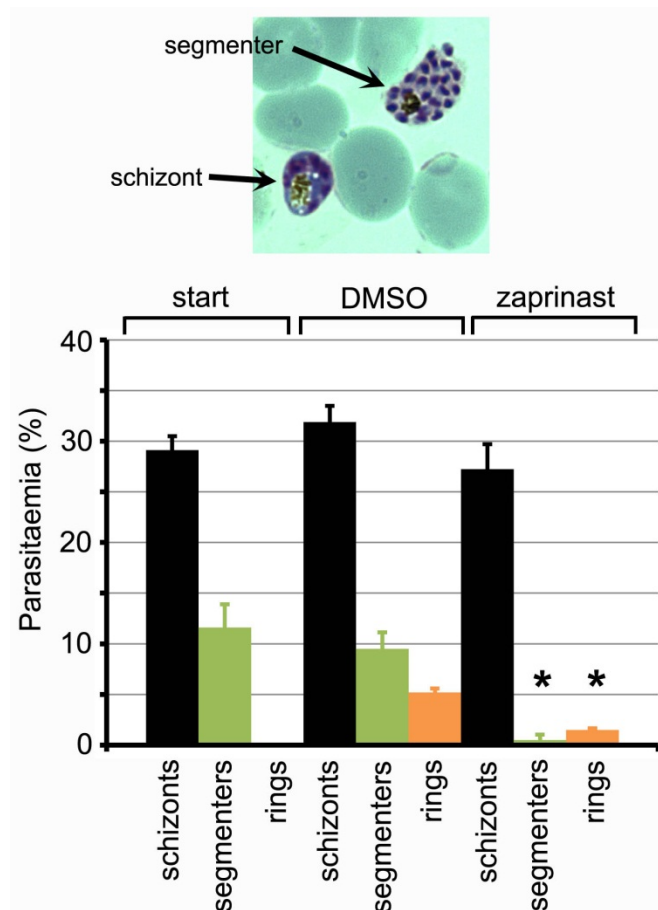 segmenter
schizont
start DMSO zaprinast
Parasitaemia (%)
40
30
20
10
0
* *
schizonts
segmenters
rings
schizonts
segmenters
rings
schizonts
segmenters
rings